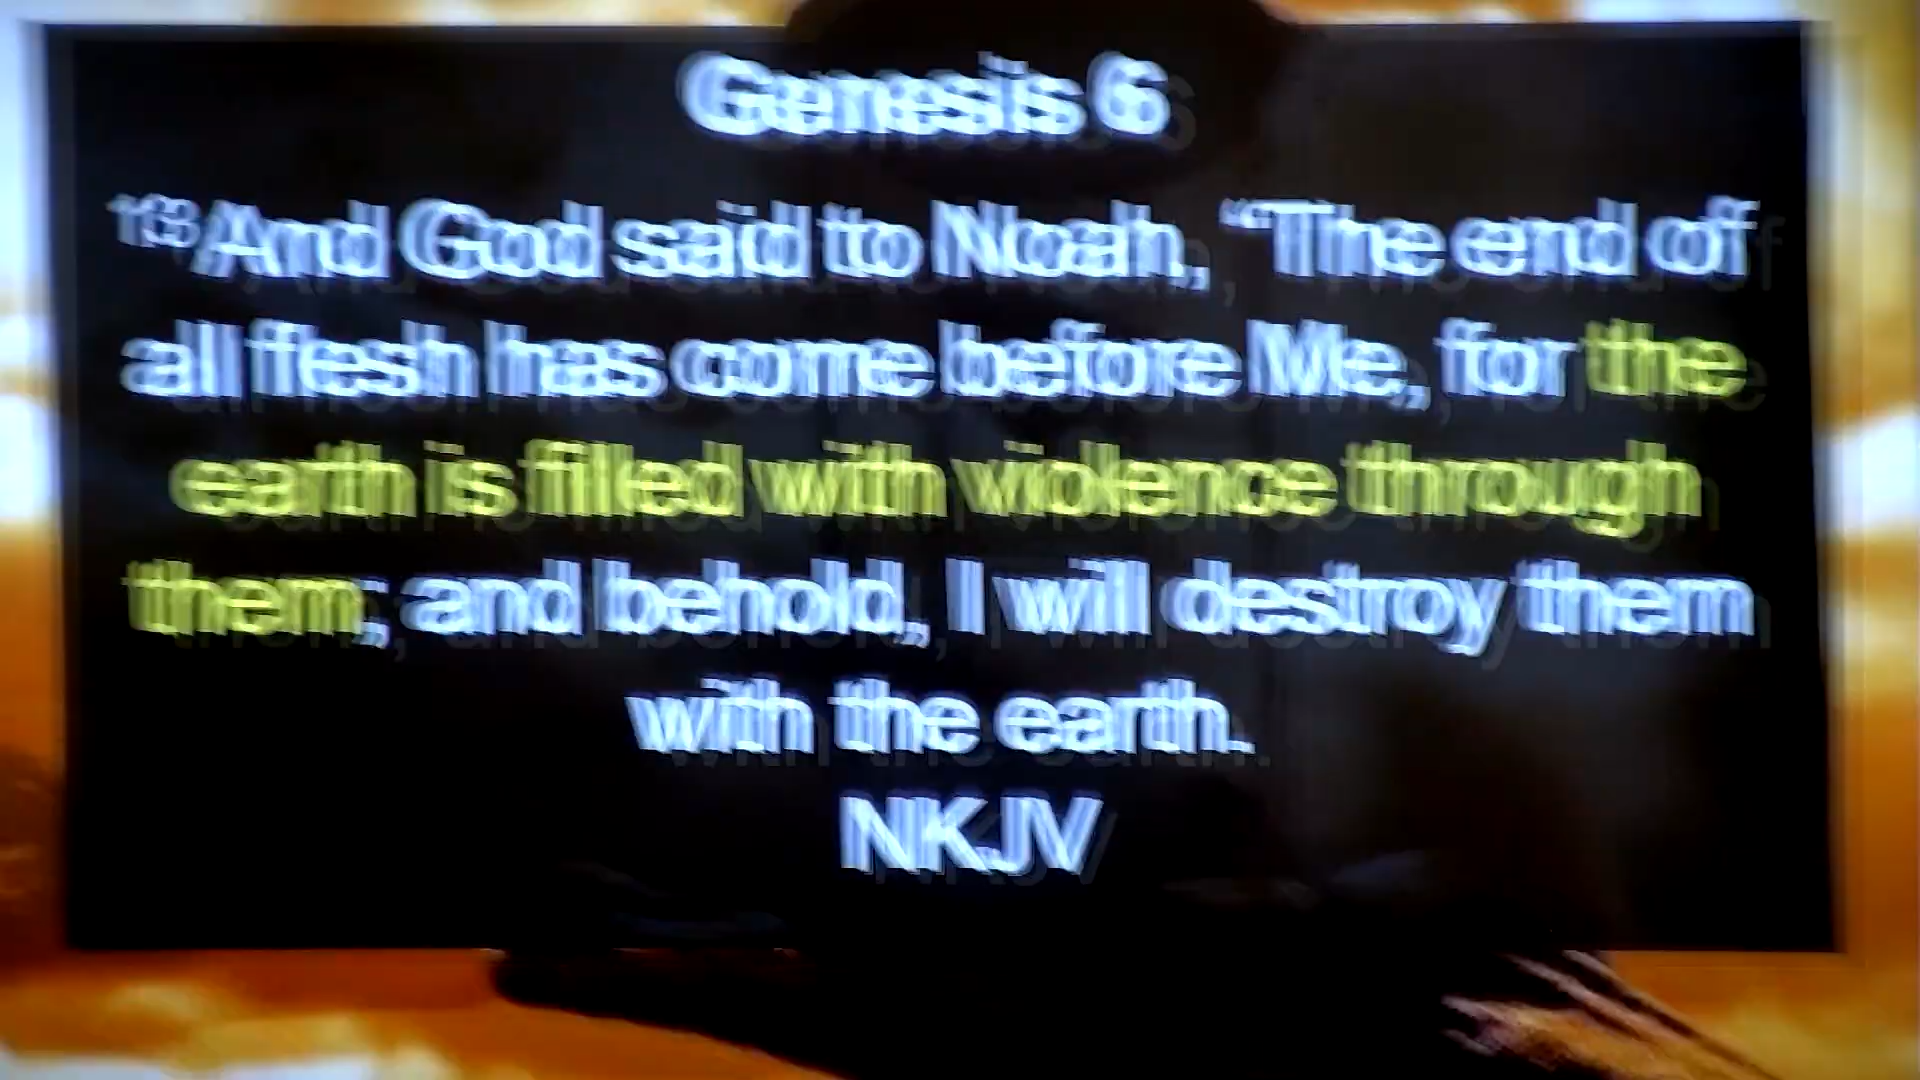 Genesis 6
13 And God said to Noah, “The end of
all flesh has come before Me, for the
earth is filled with violence through
them; and behold, I will destroy them
with the earth.
NKJV